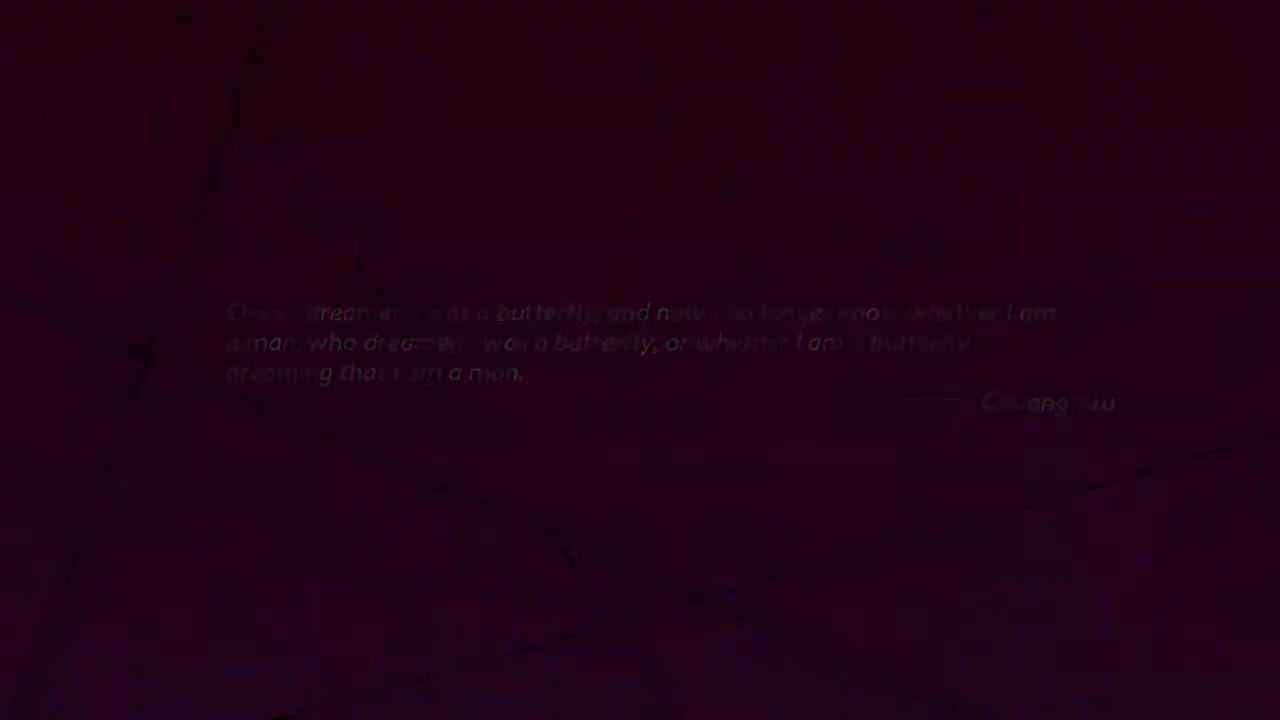 Once I dreamed I was a butterfly, and now I no longer know whether I am
a man, who dreamed I was a butterfly, or whether I am a butterfly
dreaming that I am a man.
—— Chuang Tzu